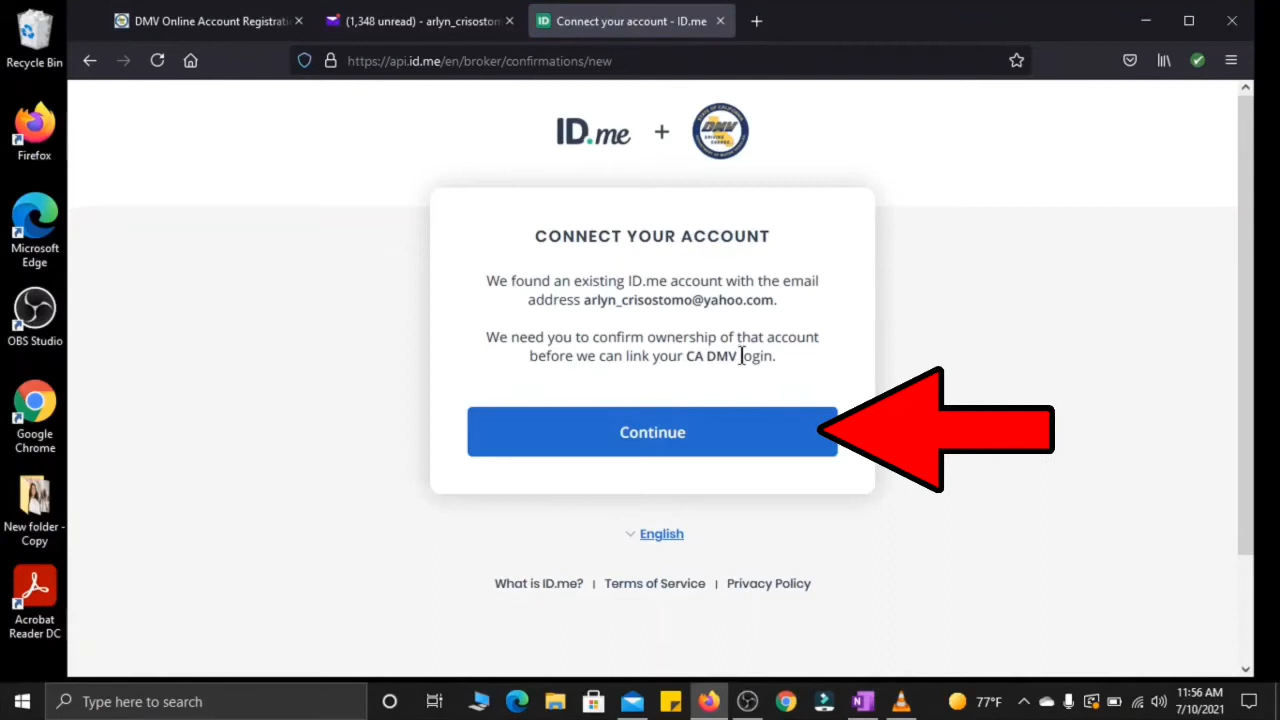 Recycle Bin
Firefox
Microsoft
Edge
OBS Studio
Google
Chrome
New folder -
Copy
Acrobat
Reader DC
DMV Online Account Registrati
(1,348 unread) - arlyn_crisostom
ID
Connect your account - ID.me
https://api.id.me/en/broker/confirmations/new
ID.me + DMV
CONNECT YOUR ACCOUNT
We found an existing ID.me account with the email
address arlyn_crisostomo@yahoo.com.
We need you to confirm ownership of that account
before we can link your CA DMV login.
Continue
English
What is ID.me? | Terms of Service | Privacy Policy
Type here to search
77°F
11:56 AM
7/10/2021